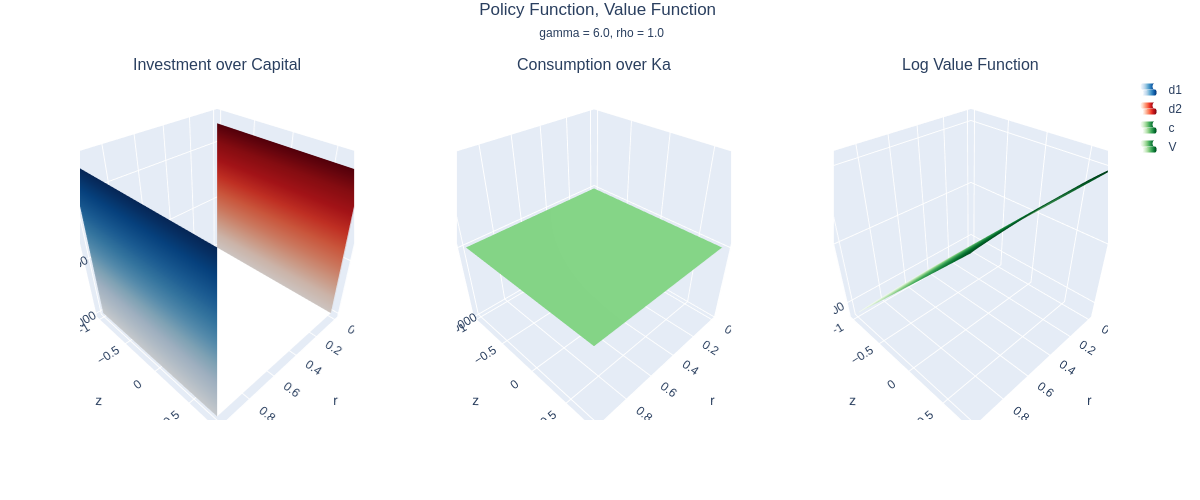 Policy Function, Value Function
gamma = 6.0, rho = 1.0
Investment over Capital
Consumption over Ka
Log Value Function
d1
d2
c
V
−0.5
0
z
0.8
0.6
0.4
0.2
r
−0.5
0
z
0.8
0.6
0.4
0.2
r
−1
−0.5
0
z
0.8
0.6
0.4
0.2
r